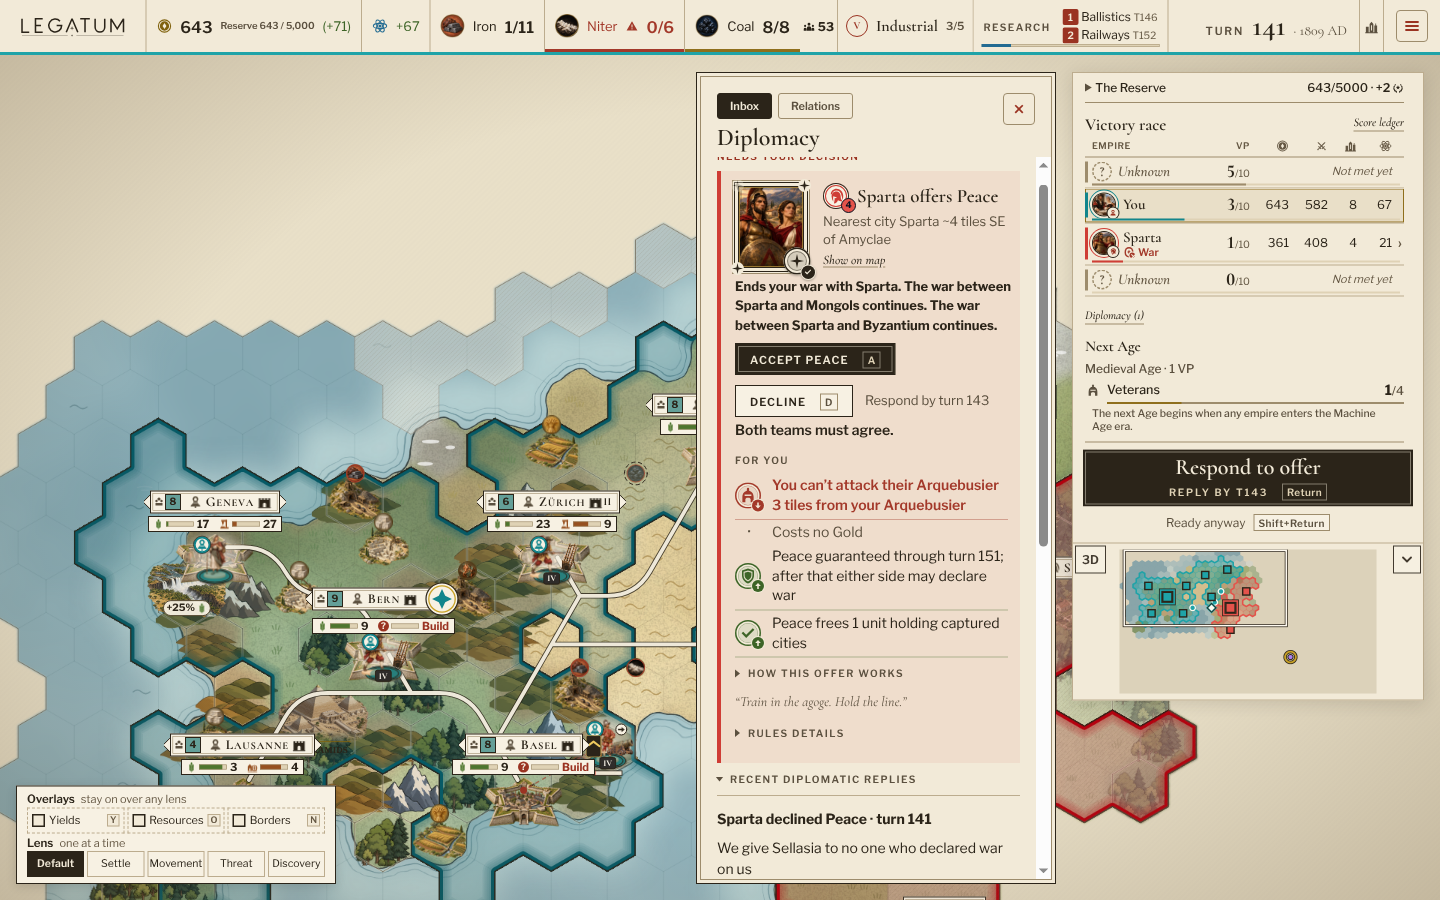 LEGATUM
643 Reserve 643 / 5,000 (+71)
+67
Iron 1/11
Niter 0/6
Coal 8/8
53
V Industrial 3/5
RESEARCH
1 Ballistics T146
2 Railways T152
TURN 141 · 1809 AD
Inbox
Relations
×
Diplomacy
NEEDS YOUR DECISION
4
Sparta offers Peace
Nearest city Sparta ~4 tiles SE
of Amyclae
Show on map
Ends your war with Sparta. The war between
Sparta and Mongols continues. The war
between Sparta and Byzantium continues.
ACCEPT PEACE A
DECLINE D
Respond by turn 143
Both teams must agree.
FOR YOU
You can’t attack their Arquebusier
3 tiles from your Arquebusier
· Costs no Gold
Peace guaranteed through turn 151;
after that either side may declare
war
Peace frees 1 unit holding captured
cities
HOW THIS OFFER WORKS
“Train in the agoge. Hold the line.”
RULES DETAILS
RECENT DIPLOMATIC REPLIES
Sparta declined Peace · turn 141
We give Sellasia to no one who declared war
on us
The Reserve 643/5000 · +2
Victory race
Score ledger
EMPIRE VP
? Unknown 5/10 Not met yet
You 3/10 643 582 8 67
Sparta 1/10 361 408 4 21 ›
War
? Unknown 0/10 Not met yet
Diplomacy (1)
Next Age
Medieval Age · 1 VP
Veterans 1/4
The next Age begins when any empire enters the Machine
Age era.
Respond to offer
REPLY BY T143 Return
Ready anyway Shift+Return
3D
8
8 GENEVA
17 27
6 ZÜRICH II
23 9
IV
+25%
9 BERN
9 ? Build
IV
4 LAUSANNE
3 4
8 BASEL
9 ? Build
IV
S
Overlays stay on over any lens
Yields Y
Resources O
Borders N
Lens one at a time
Default
Settle
Movement
Threat
Discovery